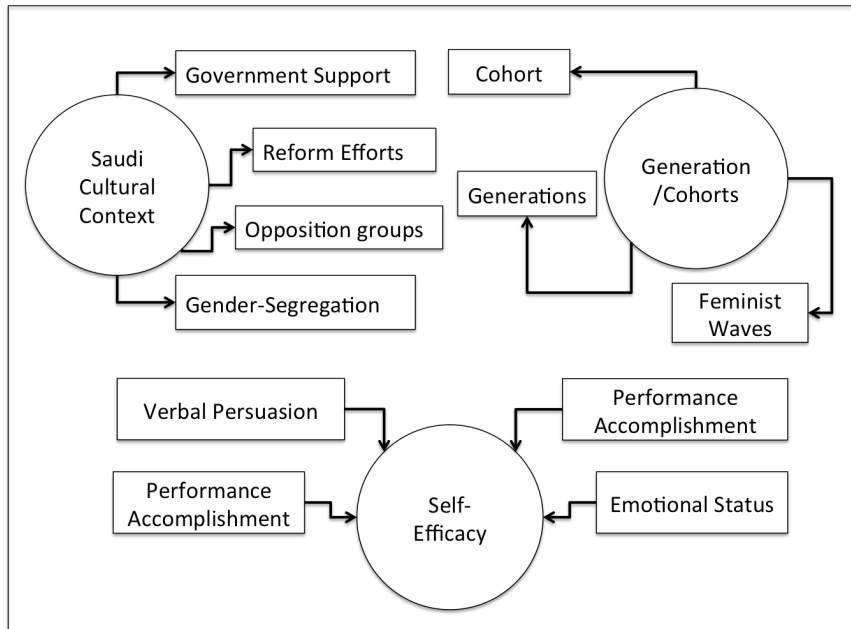 Government Support
Cohort
Saudi
Cultural
Context
Reform Efforts
Generation
/Cohorts
Generations
Opposition groups
Gender-Segregation
Feminist
Waves
Verbal Persuasion
Performance
Accomplishment
Performance
Accomplishment
Self-
Efficacy
Emotional Status